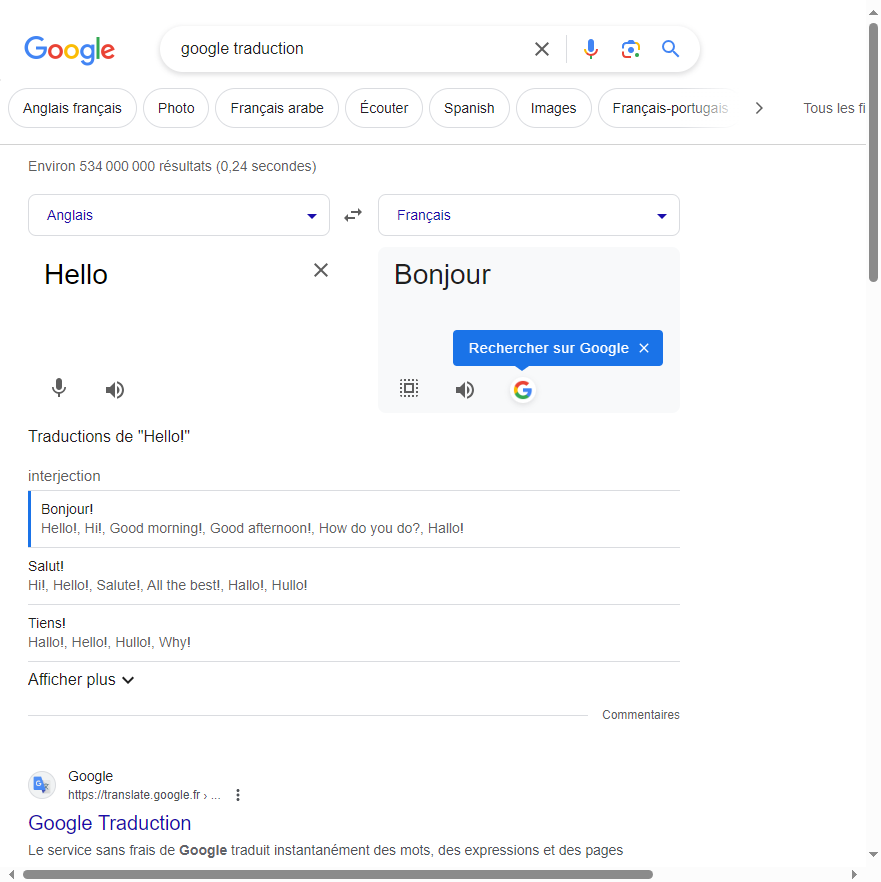 Google
google traduction
Anglais français
Photo
Français arabe
Écouter
Spanish
Images
Français-portugais
Tous les fi
Environ 534 000 000 résultats (0,24 secondes)
Anglais
Français
Hello
Bonjour
Rechercher sur Google
Traductions de "Hello!"
interjection
Bonjour!
Hello!, Hi!, Good morning!, Good afternoon!, How do you do?, Hallo!
Salut!
Hi!, Hello!, Salute!, All the best!, Hallo!, Hullo!
Tiens!
Hallo!, Hello!, Hullo!, Why!
Afficher plus
Commentaires
Google
https://translate.google.fr › ...
Google Traduction
Le service sans frais de Google traduit instantanément des mots, des expressions et des pages